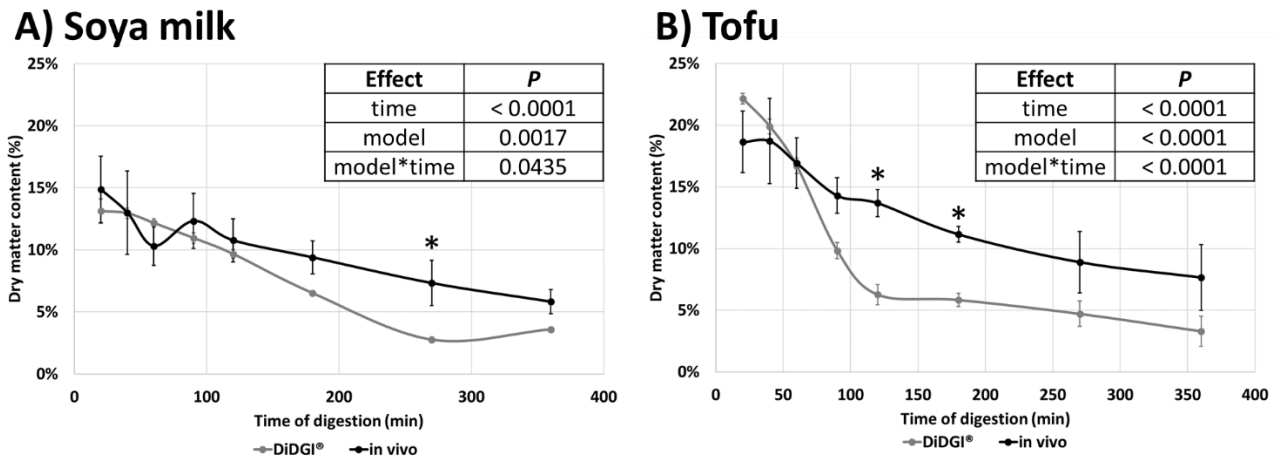 A) Soya milk
25%
20%
15%
10%
5%
0%
Dry matter content (%)
Effect P
time < 0.0001
model 0.0017
model*time 0.0435
*
0 100 200 300 400
Time of digestion (min)
DiDGI® in vivo
B) Tofu
25%
20%
15%
10%
5%
0%
Dry matter content (%)
Effect P
time < 0.0001
model < 0.0001
model*time < 0.0001
*
*
0 50 100 150 200 250 300 350 400
Time of digestion (min)
DiDGI® in vivo